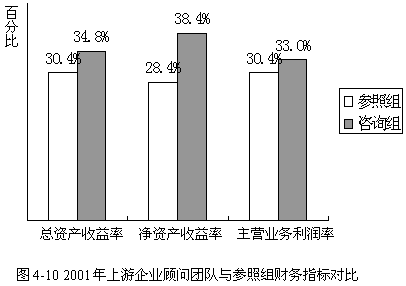 百分比
30.4%
34.8%
28.4%
38.4%
30.4%
33.0%
参照组
咨询组
总资产收益率
净资产收益率
主营业务利润率
图 4-10 2001年上游企业顾问团队与参照组财务指标对比